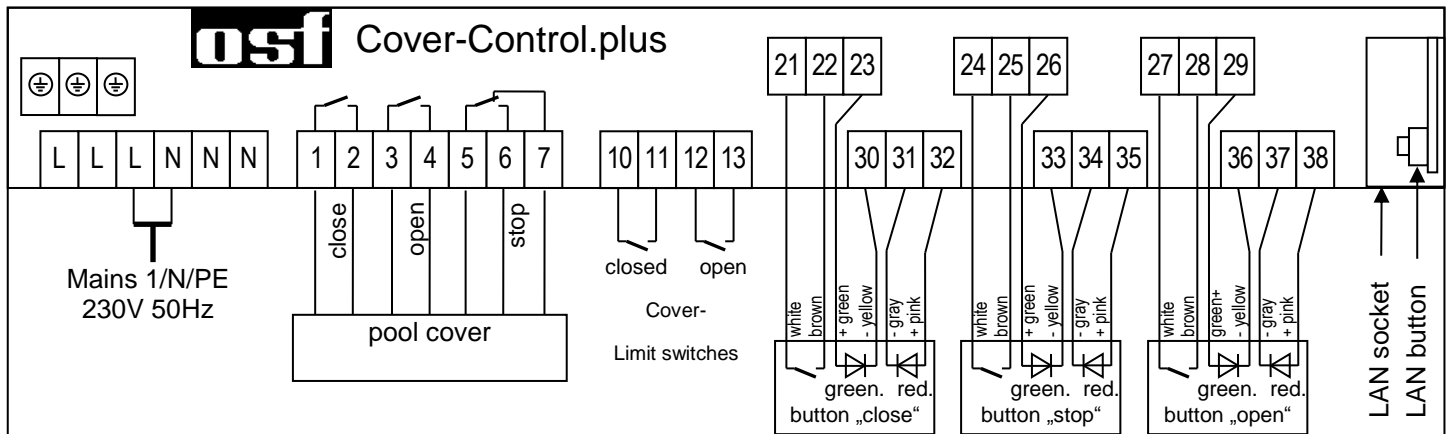 osf Cover-Control.plus
21 22 23 24 25 26 27 28 29
L L L N N N 1 2 3 4 5 6 7 10 11 12 13 30 31 32 33 34 35 36 37 38
close open stop
closed open
Mains 1/N/PE
230V 50Hz
Cover-
Limit switches
pool cover
white brown + green - yellow - gray + pink
white brown + green - yellow - gray + pink
white brown green+ - yellow - gray + pink
green. red. green. red. green. red.
button „close“ button „stop“ button „open“
LAN socket
LAN button